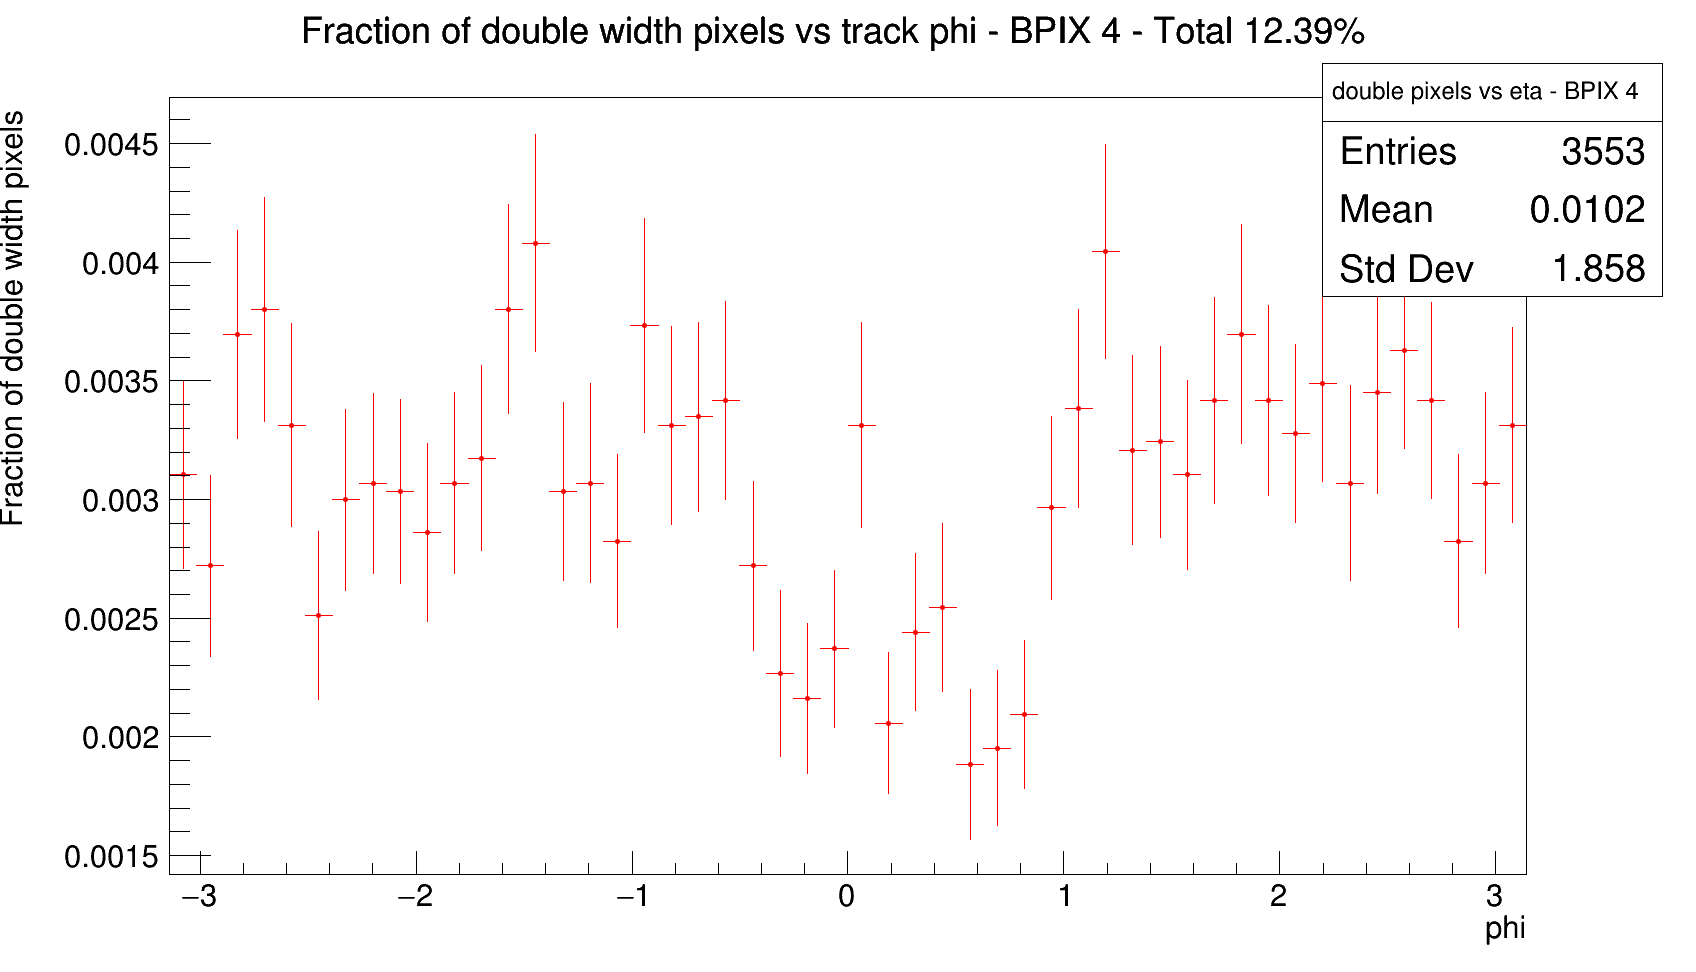 Fraction of double width pixels vs track phi - BPIX 4 - Total 12.39%
double pixels vs eta - BPIX 4
Entries 3553
Mean 0.0102
Std Dev 1.858
Fraction of double width pixels
0.0045
0.004
0.0035
0.003
0.0025
0.002
0.0015
−3 −2 −1 0 1 2 3
phi